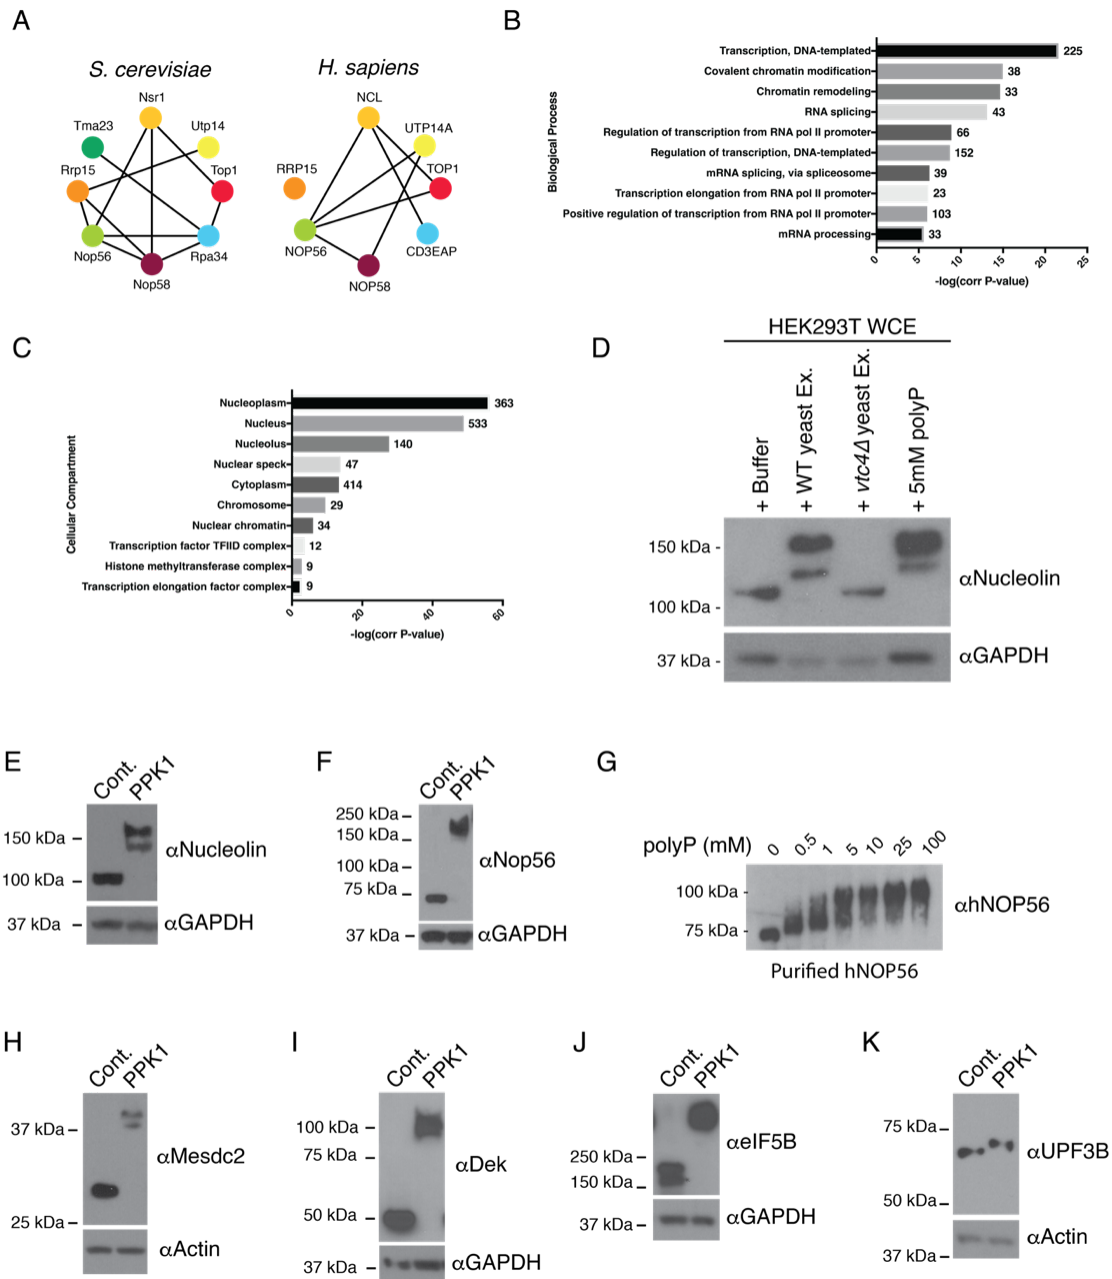 A
S. cerevisiae
H. sapiens
Nsr1
Tma23
Utp14
Rrp15
Top1
Nop56
Rpa34
Nop58
NCL
UTP14A
RRP15
TOP1
NOP56
CD3EAP
NOP58
B
Biological Process
Transcription, DNA-templated 225
Covalent chromatin modification 38
Chromatin remodeling 33
RNA splicing 43
Regulation of transcription from RNA pol II promoter 66
Regulation of transcription, DNA-templated 152
mRNA splicing, via spliceosome 39
Transcription elongation from RNA pol II promoter 23
Positive regulation of transcription from RNA pol II promoter 103
mRNA processing 33
0 5 10 15 20 25
-log(corr P-value)
C
Cellular Compartment
Nucleoplasm 363
Nucleus 533
Nucleolus 140
Nuclear speck 47
Cytoplasm 414
Chromosome 29
Nuclear chromatin 34
Transcription factor TFIID complex 12
Histone methyltransferase complex 9
Transcription elongation factor complex 9
0 20 40 60
-log(corr P-value)
D
HEK293T WCE
+ Buffer
+ WT yeast Ex.
+ vtc4Δ yeast Ex.
+ 5mM polyP
150 kDa -
100 kDa -
αNucleolin
37 kDa -
αGAPDH
E
Cont. PPK1
150 kDa –
100 kDa –
αNucleolin
37 kDa –
αGAPDH
F
Cont. PPK1
250 kDa –
150 kDa –
100 kDa –
75 kDa –
αNop56
37 kDa –
αGAPDH
G
polyP (mM) 0 0.5 1 5 10 25 100
100 kDa -
75 kDa -
αhNOP56
Purified hNOP56
H
Cont. PPK1
37 kDa –
25 kDa –
αMesdc2
αActin
I
Cont. PPK1
100 kDa –
75 kDa –
50 kDa –
αDek
37 kDa –
αGAPDH
J
Cont. PPK1
250 kDa –
150 kDa –
αeIF5B
37 kDa –
αGAPDH
K
Cont. PPK1
75 kDa –
50 kDa –
αUPF3B
37 kDa –
αActin